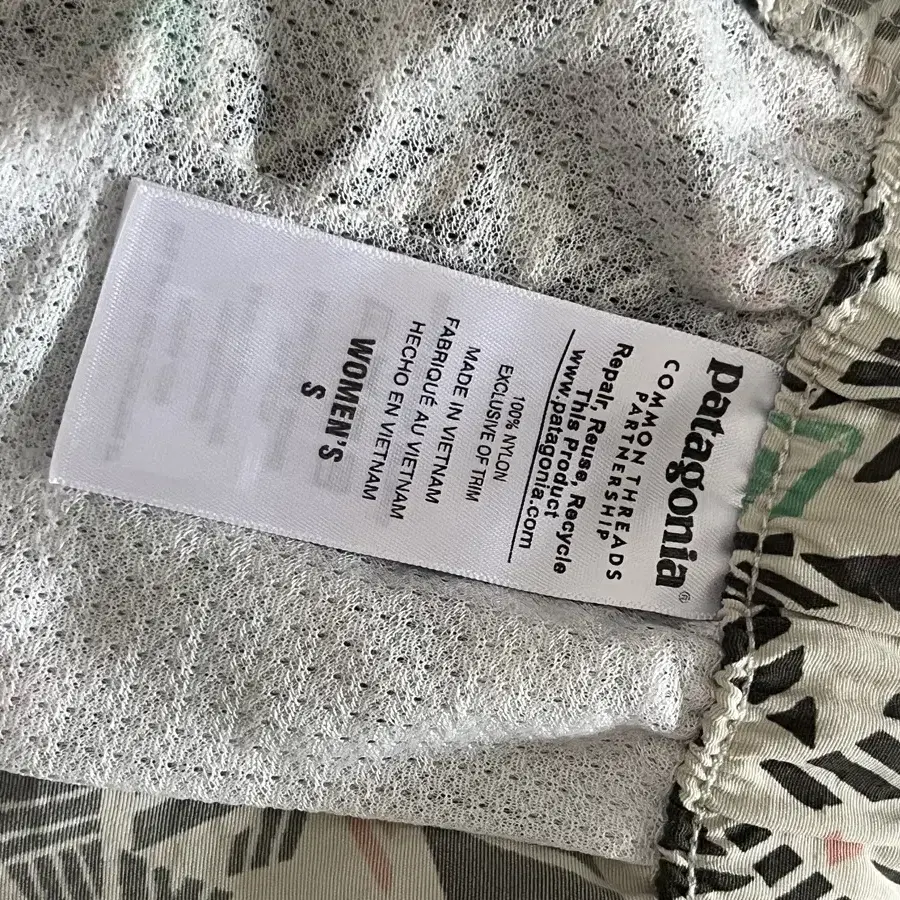 patagonia®
COMMON THREADS
PARTNERSHIP
Repair, Reuse, Recycle
This Product
www.patagonia.com
100% NYLON
EXCLUSIVE OF TRIM
MADE IN VIETNAM
FABRIQUÉ AU VIETNAM
HECHO EN VIETNAM
WOMEN'S
S